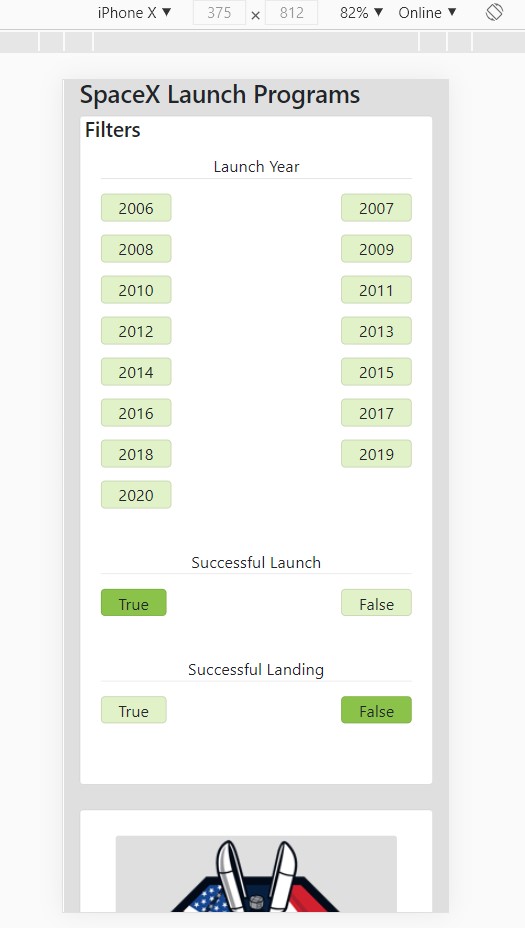 iPhone X ▼ 375 × 812 82% ▼ Online ▼
SpaceX Launch Programs
Filters
Launch Year
2006 2007
2008 2009
2010 2011
2012 2013
2014 2015
2016 2017
2018 2019
2020
Successful Launch
True False
Successful Landing
True False